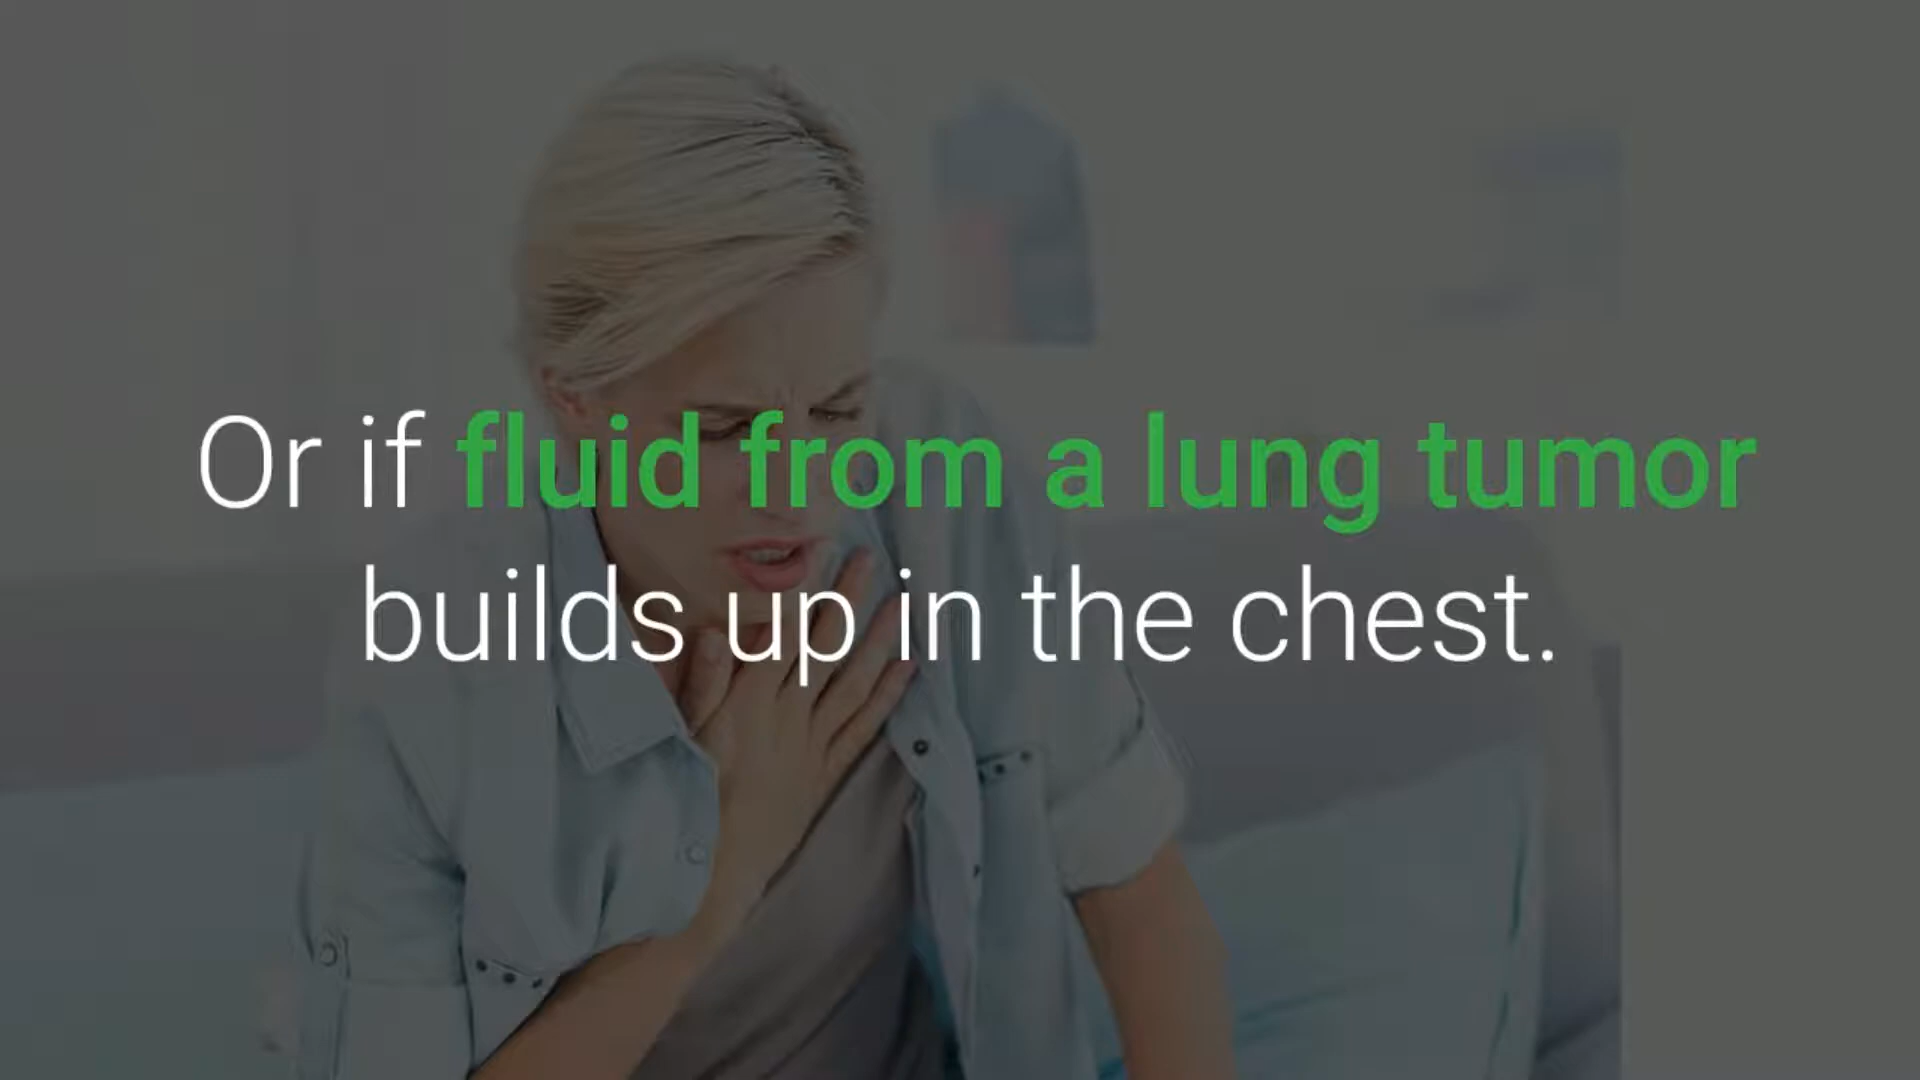 Or if fluid from a lung tumor
builds up in the chest.